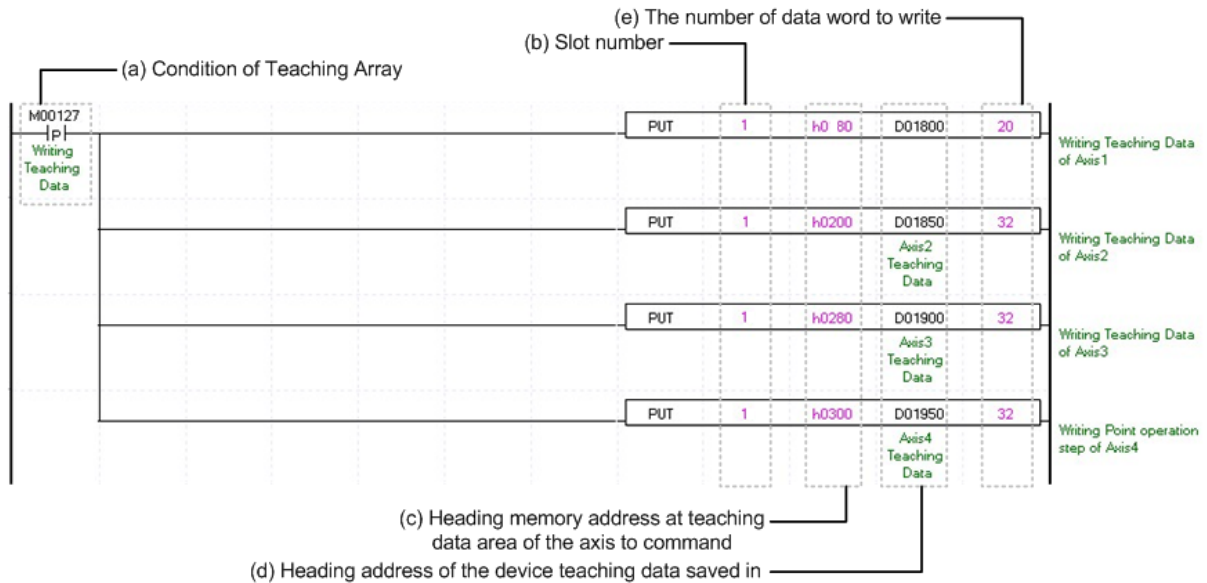 (e) The number of data word to write
(b) Slot number
(a) Condition of Teaching Array
M00127
P
Writing
Teaching
Data
PUT 1 h0 80 D01800 20
Writing Teaching Data
of Axis1
PUT 1 h0200 D01850 32
Axis2
Teaching
Data
Writing Teaching Data
of Axis2
PUT 1 h0280 D01900 32
Axis3
Teaching
Data
Writing Teaching Data
of Axis3
PUT 1 h0300 D01950 32
Axis4
Teaching
Data
Writing Point operation
step of Axis4
(c) Heading memory address at teaching
data area of the axis to command
(d) Heading address of the device teaching data saved in